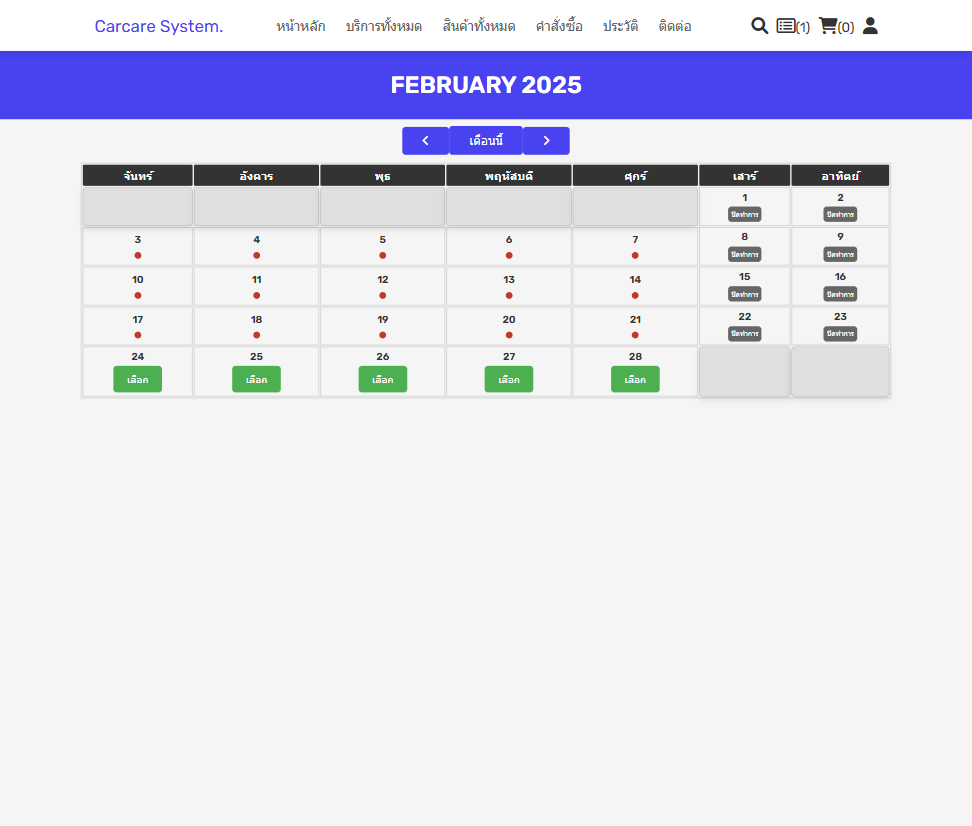 Carcare System. หน้าหลัก บริการทั้งหมด สินค้าทั้งหมด คำสั่งซื้อ ประวัติ ติดต่อ (1) (0)
FEBRUARY 2025
เดือนนี้
จันทร์ อังคาร พุธ พฤหัสบดี ศุกร์ เสาร์ อาทิตย์
1 2
ปิดทำการ ปิดทำการ
3 4 5 6 7 8 9
ปิดทำการ ปิดทำการ
10 11 12 13 14 15 16
ปิดทำการ ปิดทำการ
17 18 19 20 21 22 23
ปิดทำการ ปิดทำการ
24 25 26 27 28
เลือก เลือก เลือก เลือก เลือก